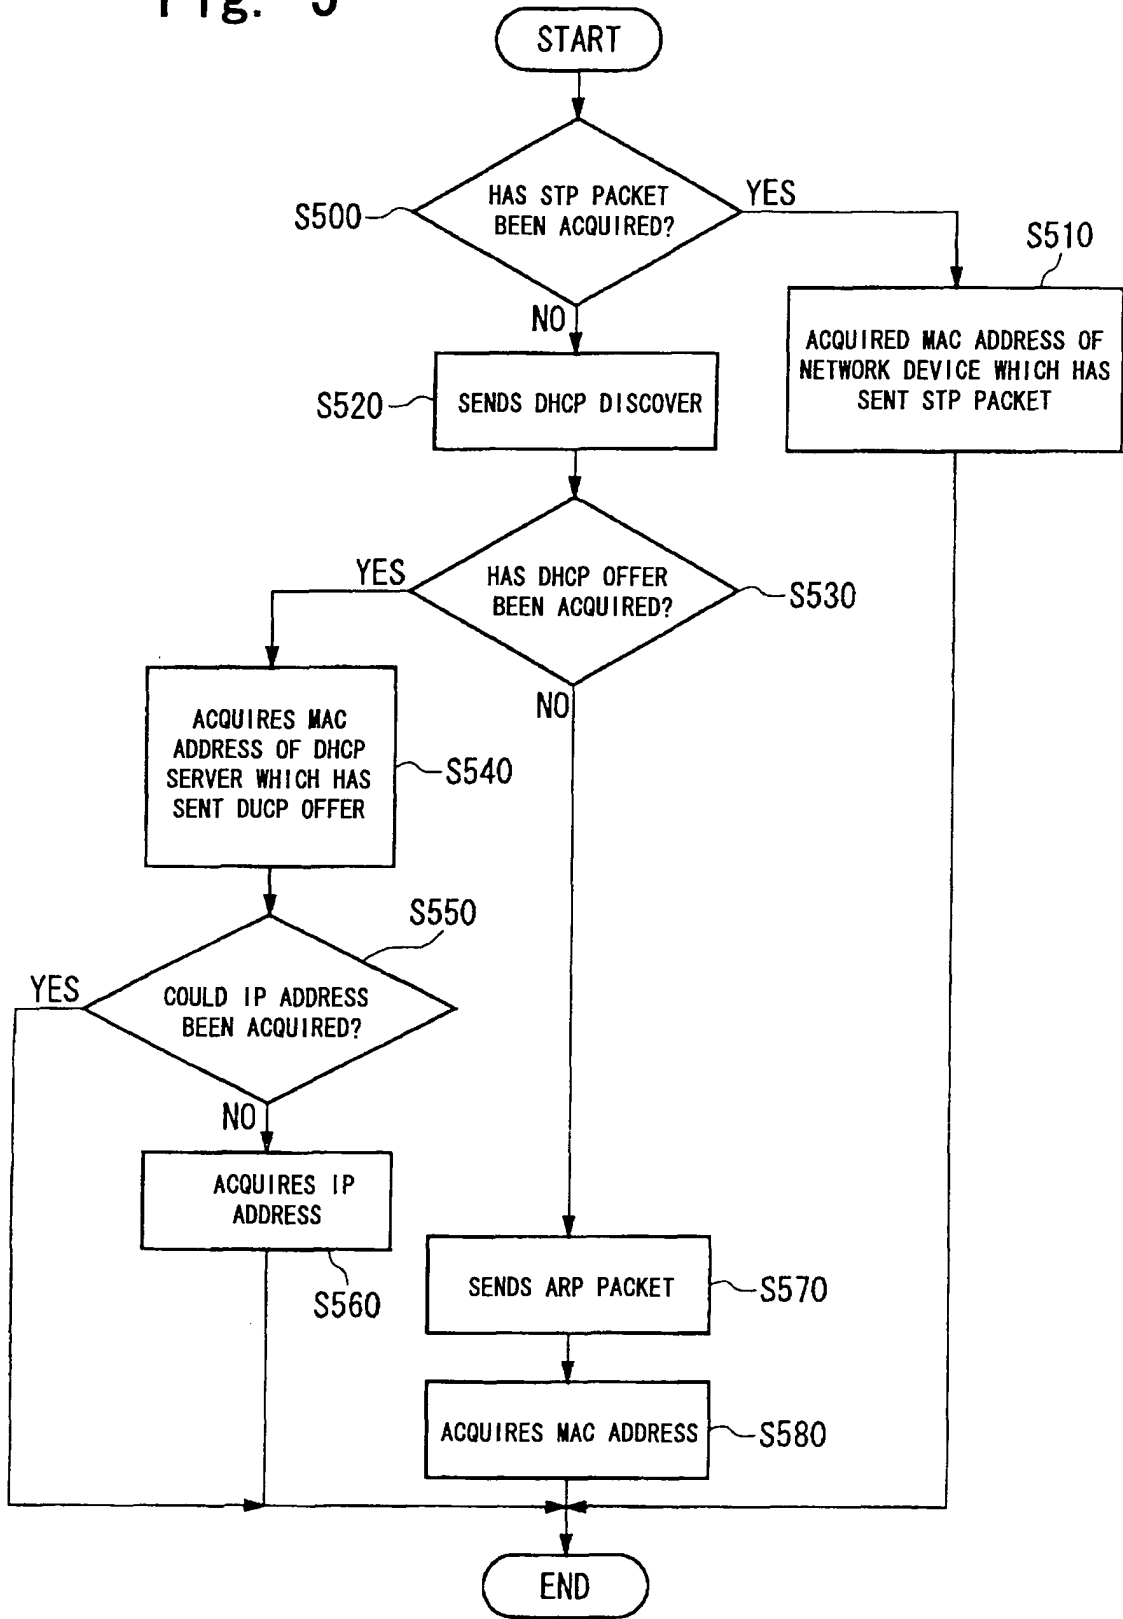 Fig. 5
START
HAS STP PACKET
BEEN ACQUIRED?
S500
YES
NO
S510
ACQUIRED MAC ADDRESS OF
NETWORK DEVICE WHICH HAS
SENT STP PACKET
S520
SENDS DHCP DISCOVER
YES
HAS DHCP OFFER
BEEN ACQUIRED?
S530
NO
ACQUIRES MAC
ADDRESS OF DHCP
SERVER WHICH HAS
SENT DUCP OFFER
S540
S550
YES
COULD IP ADDRESS
BEEN ACQUIRED?
NO
ACQUIRES IP
ADDRESS
S560
SENDS ARP PACKET
S570
ACQUIRES MAC ADDRESS
S580
END